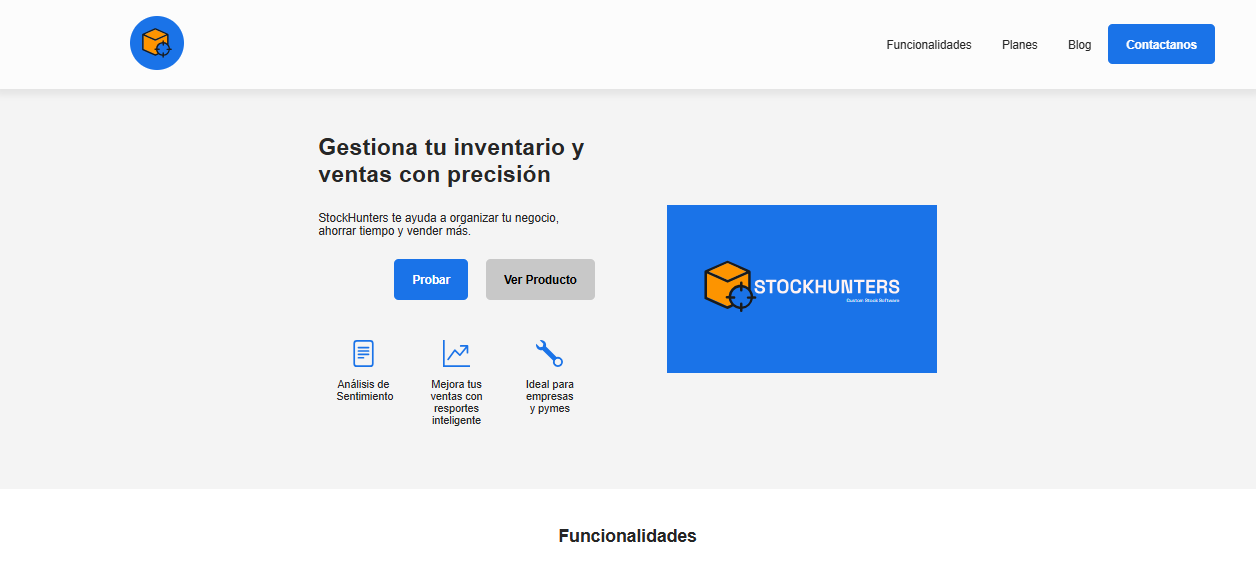 Funcionalidades
Planes
Blog
Contactanos
Gestiona tu inventario y
ventas con precisión
StockHunters te ayuda a organizar tu negocio,
ahorrar tiempo y vender más.
Probar
Ver Producto
STOCKHUNTERS
Custom Stock Software
Análisis de
Sentimiento
Mejora tus
ventas con
resportes
inteligente
Ideal para
empresas
y pymes
Funcionalidades